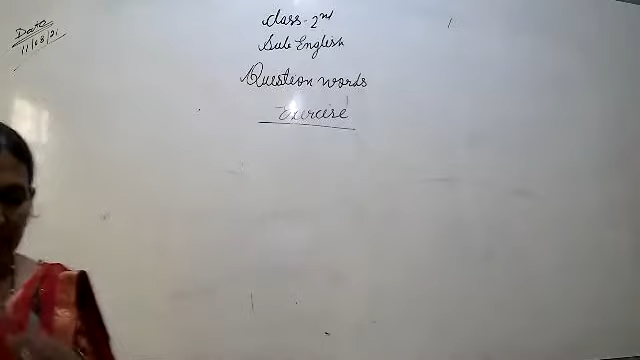 Date
11/08/21
Class-2nd
Sub English
Question words
Exercise